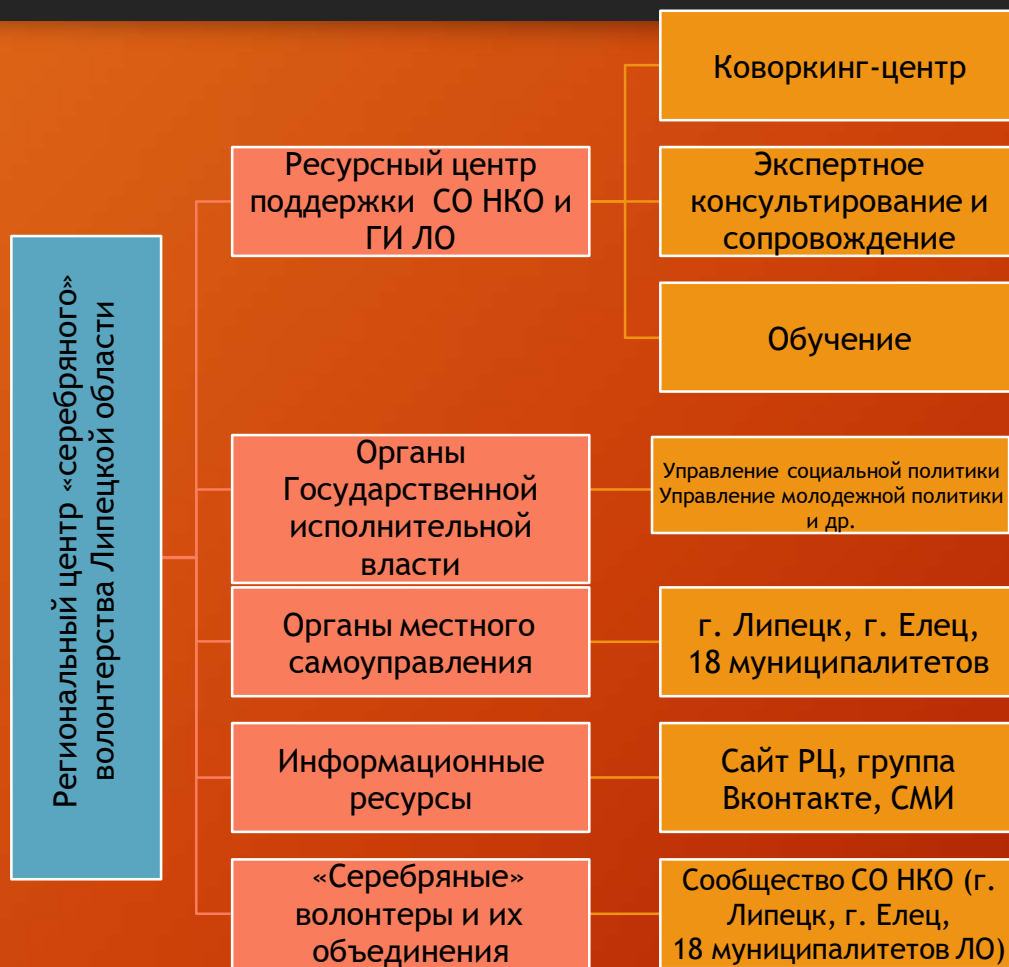 Региональный центр «серебряного»
волонтерства Липецкой области
Ресурсный центр
поддержки СО НКО и
ГИ ЛО
Коворкинг-центр
Экспертное
консультирование и
сопровождение
Обучение
Органы
Государственной
исполнительной
власти
Управление социальной политики
Управление молодежной политики
и др.
Органы местного
самоуправления
г. Липецк, г. Елец,
18 муниципалитетов
Информационные
ресурсы
Сайт РЦ, группа
Вконтакте, СМИ
«Серебряные»
волонтеры и их
объединения
Сообщество СО НКО (г.
Липецк, г. Елец,
18 муниципалитетов ЛО)